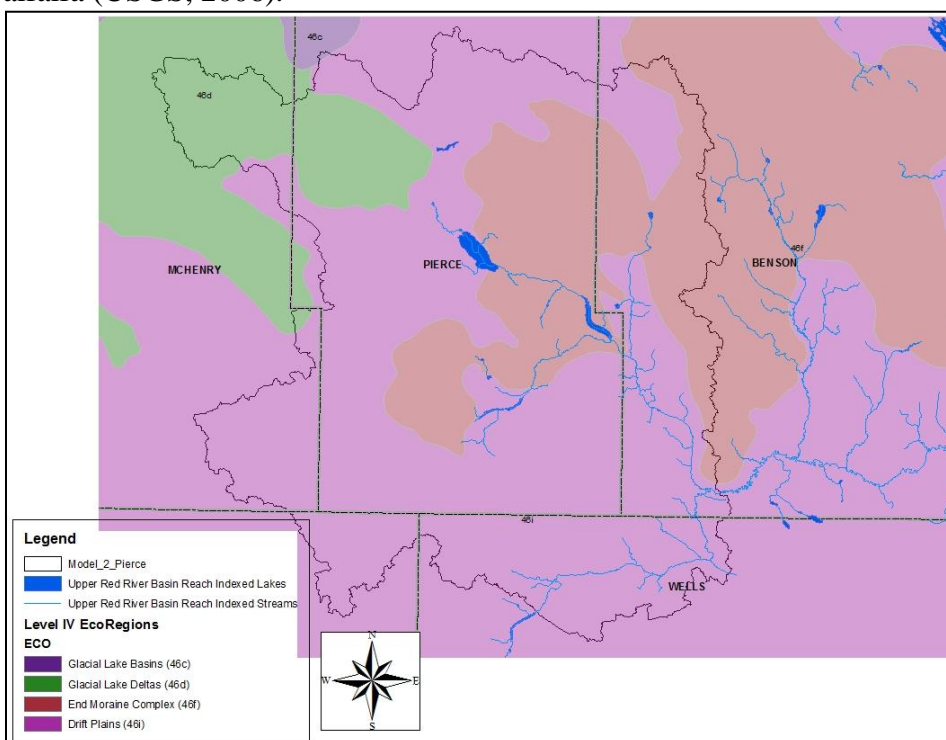 46c
46d
MCHENRY
PIERCE
46f
BENSON
46i
WELLS
Legend
Model_2_Pierce
Upper Red River Basin Reach Indexed Lakes
Upper Red River Basin Reach Indexed Streams
Level IV EcoRegions
ECO
Glacial Lake Basins (46c)
Glacial Lake Deltas (46d)
End Moraine Complex (46f)
Drift Plains (46i)
N
W E
S